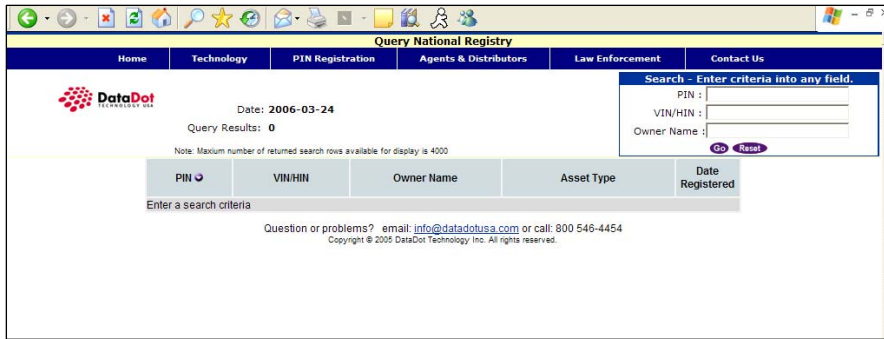 Query National Registry
Home Technology PIN Registration Agents & Distributors Law Enforcement Contact Us
Search - Enter criteria into any field.
DataDot
TECHNOLOGY USA
Date: 2006-03-24
Query Results: 0
Note: Maxium number of returned search rows available for display is 4000
PIN :
VIN/HIN :
Owner Name :
Go Reset
PIN VIN/HIN Owner Name Asset Type Date Registered
Enter a search criteria
Question or problems? email: info@datadotusa.com or call: 800 546-4454
Copyright © 2005 DataDot Technology Inc. All rights reserved.